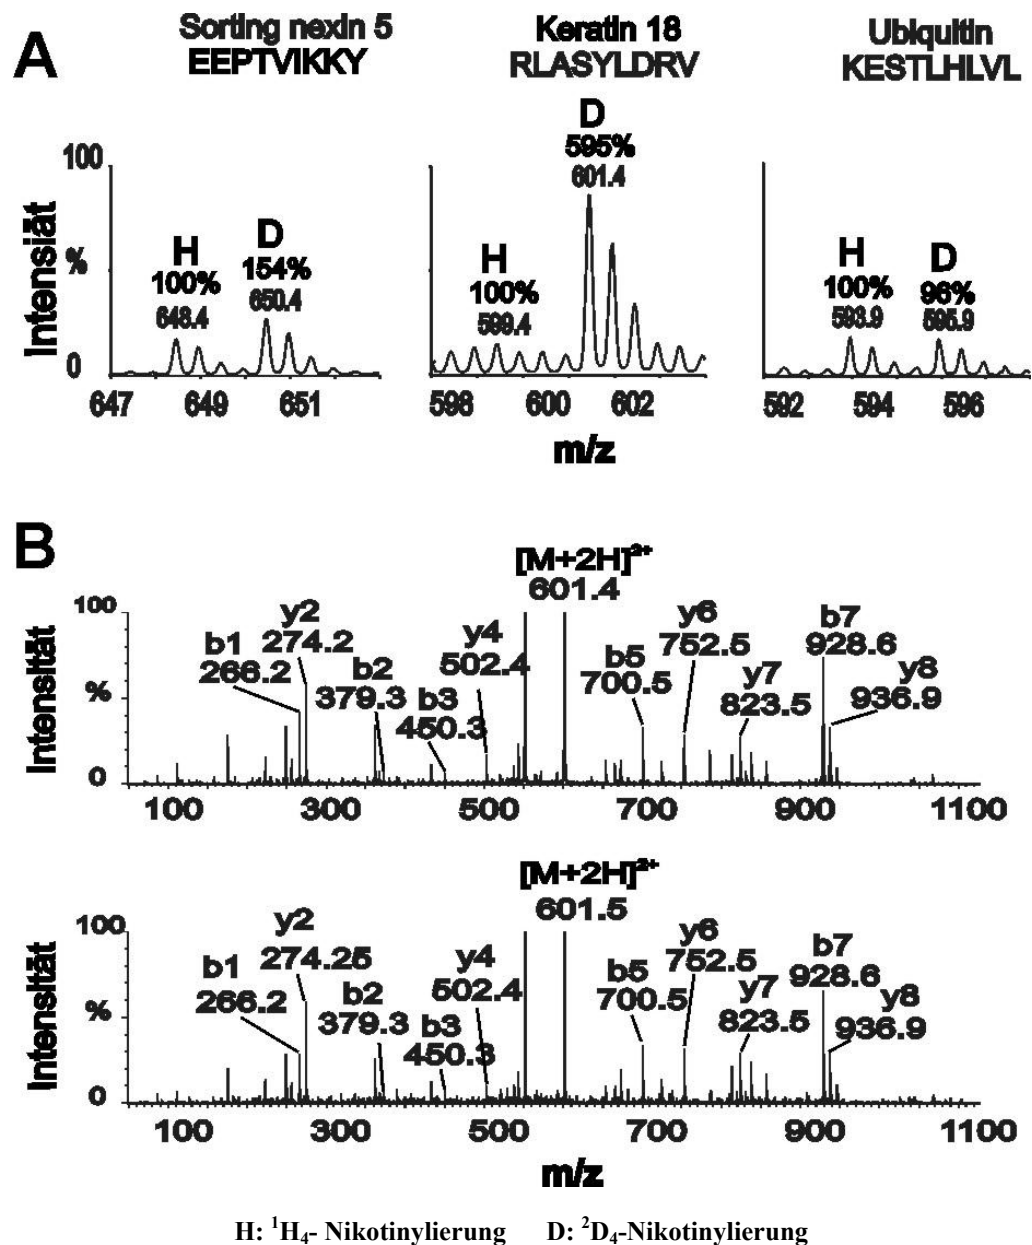 A
Sorting nexin 5
EEPTVIKKY
Keratin 18
RLASYLDRV
Ubiquitin
KESTLHLVL
Intensiät
%
100
0
H
100%
648.4
D
154%
650.4
647 649 651
H
100%
599.4
D
595%
601.4
598 600 602
H
100%
593.9
D
96%
595.9
592 594 596
m/z
B
[M+2H]²⁺
601.4
Intensität
100
%
0
b1
266.2
y2
274.2
b2
379.3
b3
450.3
y4
502.4
b5
700.5
y6
752.5
y7
823.5
b7
928.6
y8
936.9
100 300 500 700 900 1100
[M+2H]²⁺
601.5
Intensität
100
%
0
b1
266.2
y2
274.25
b2
379.3
b3
450.3
y4
502.4
b5
700.5
y6
752.5
y7
823.5
b7
928.6
y8
936.9
100 300 500 700 900 1100
m/z
H: ¹H₄- Nikotinylierung D: ²D₄-Nikotinylierung